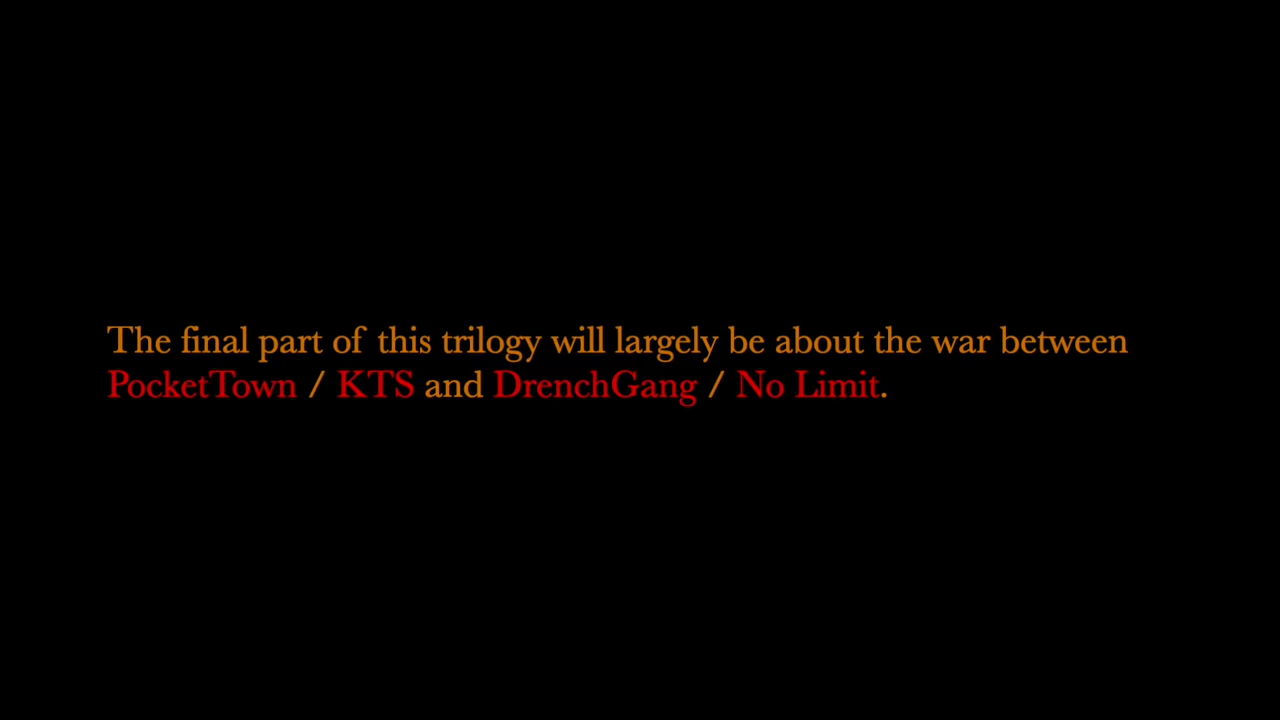 The final part of this trilogy will largely be about the war between
PocketTown / KTS and DrenchGang / No Limit.